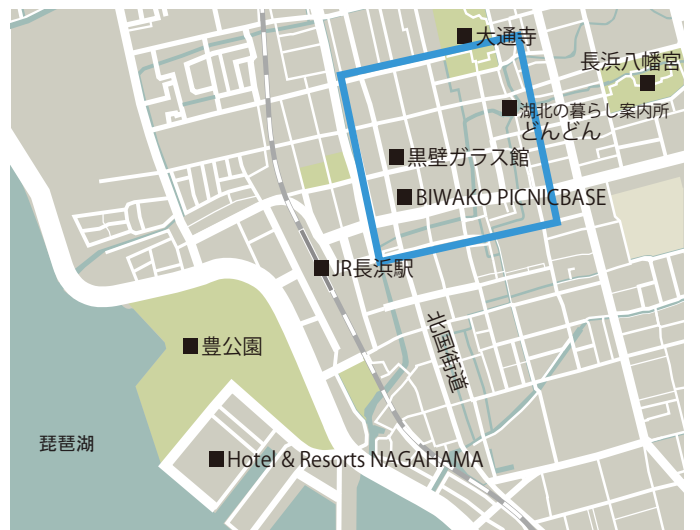 大通寺
長浜八幡宮
湖北の暮らし案内所
どんどん
黒壁ガラス館
BIWAKO PICNICBASE
JR長浜駅
北国街道
豊公園
琵琶湖
Hotel & Resorts NAGAHAMA